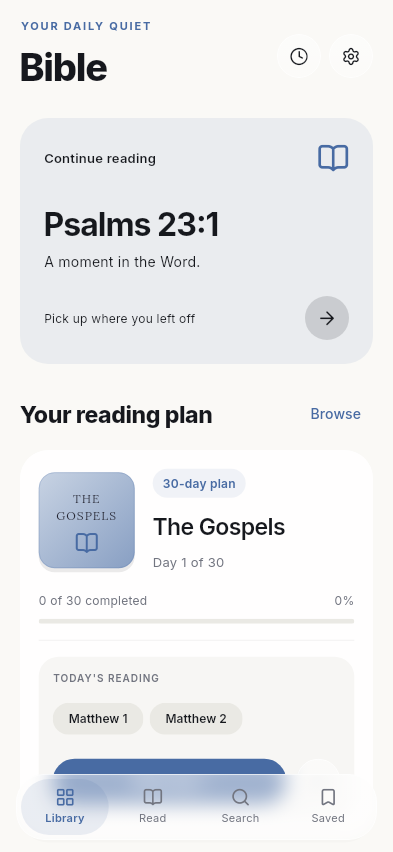 YOUR DAILY QUIET
Bible
Continue reading
Psalms 23:1
A moment in the Word.
Pick up where you left off
Your reading plan
Browse
THE
GOSPELS
30-day plan
The Gospels
Day 1 of 30
0 of 30 completed
0%
TODAY'S READING
Matthew 1
Matthew 2
Library
Read
Search
Saved